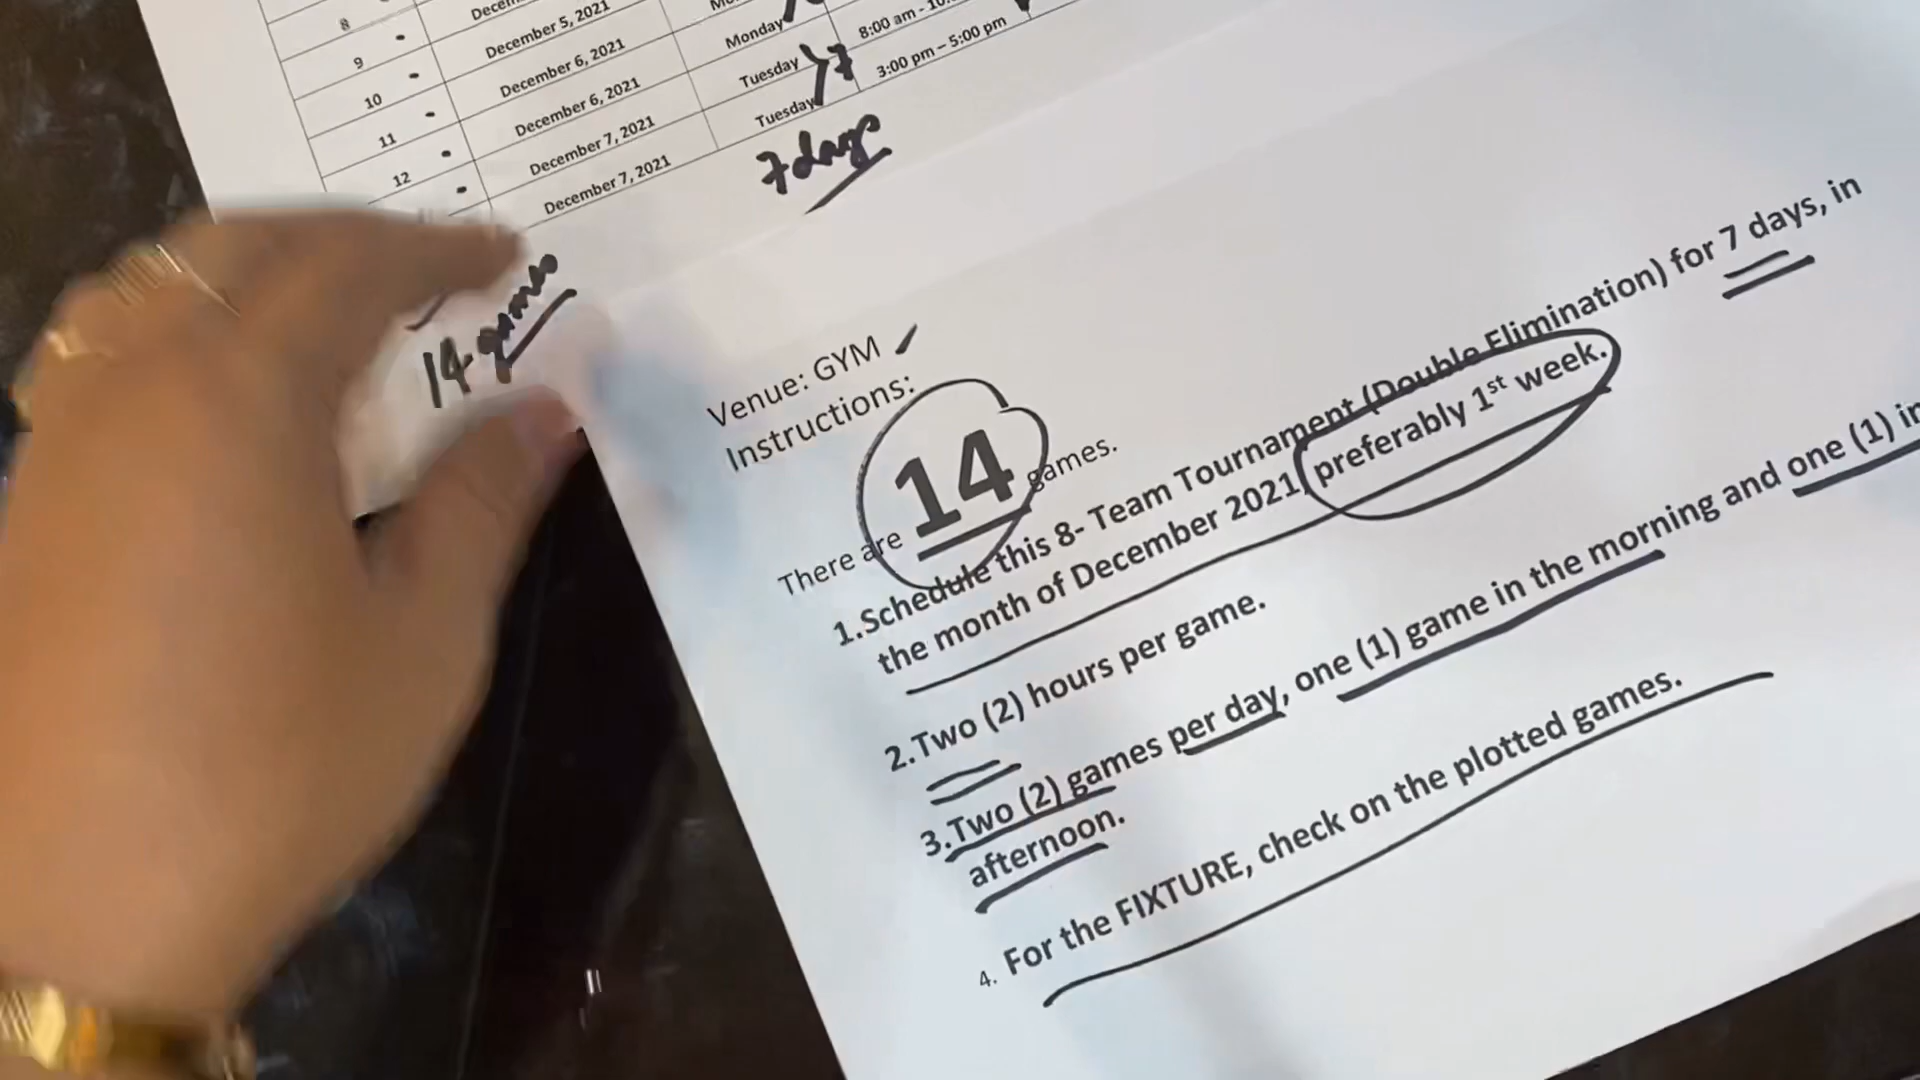 8
9
10
11
12
December 5, 2021
December 6, 2021
December 6, 2021
December 7, 2021
December 7, 2021
Monday
Tuesday
Tuesday
8:00 am -
3:00 pm – 5:00 pm
7
7 days
14 games
Venue: GYM
Instructions:
There are 14 games.
1.Schedule this 8- Team Tournament (Double Elimination) for 7 days, in
the month of December 2021, preferably 1st week.
2.Two (2) hours per game.
3.Two (2) games per day, one (1) game in the morning and one (1) in
afternoon.
4. For the FIXTURE, check on the plotted games.